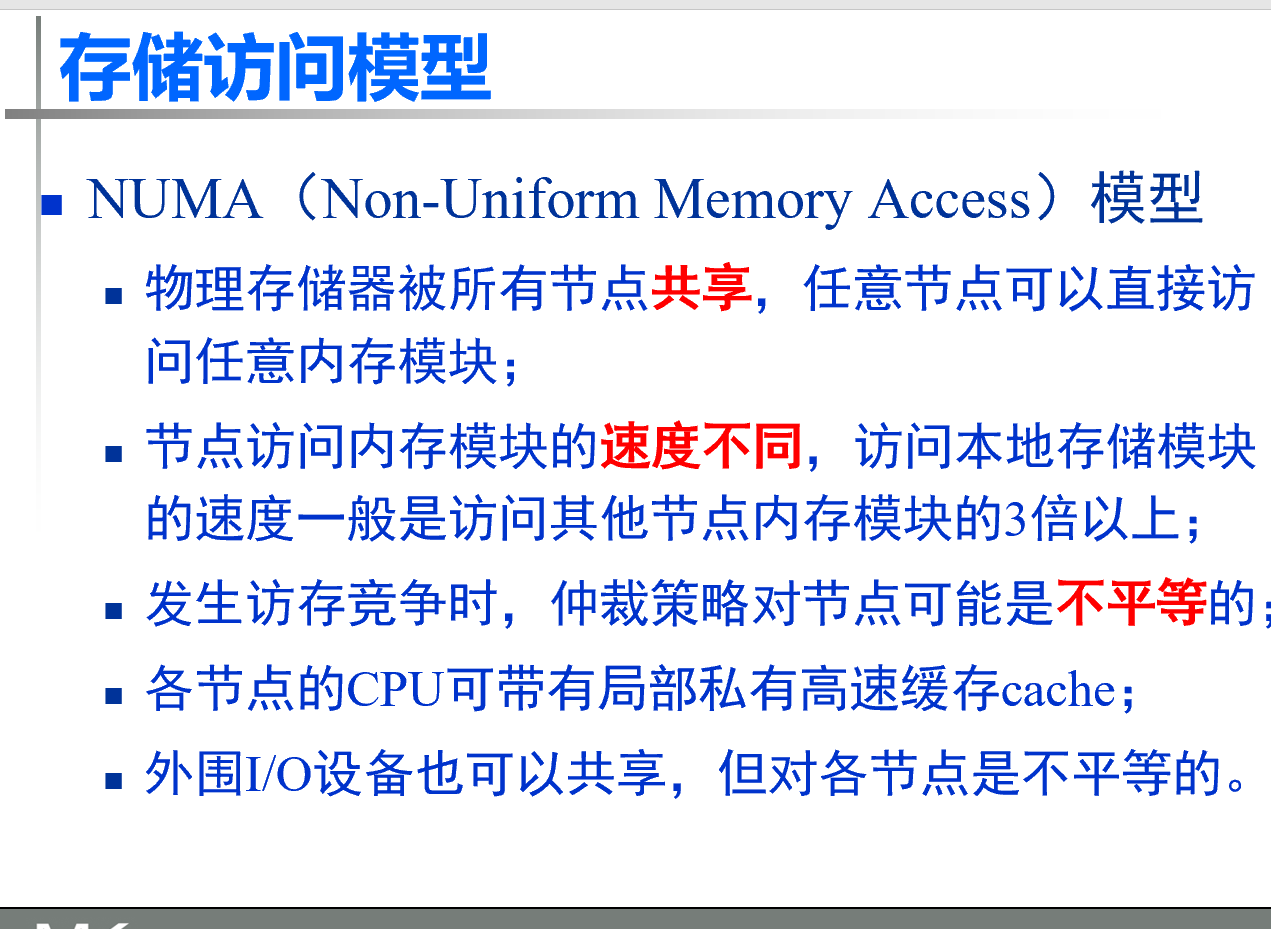 存储访问模型
NUMA（Non-Uniform Memory Access）模型
物理存储器被所有节点共享，任意节点可以直接访
问任意内存模块；
节点访问内存模块的速度不同，访问本地存储模块
的速度一般是访问其他节点内存模块的3倍以上；
发生访存竞争时，仲裁策略对节点可能是不平等的；
各节点的CPU可带有局部私有高速缓存cache；
外围I/O设备也可以共享，但对各节点是不平等的。